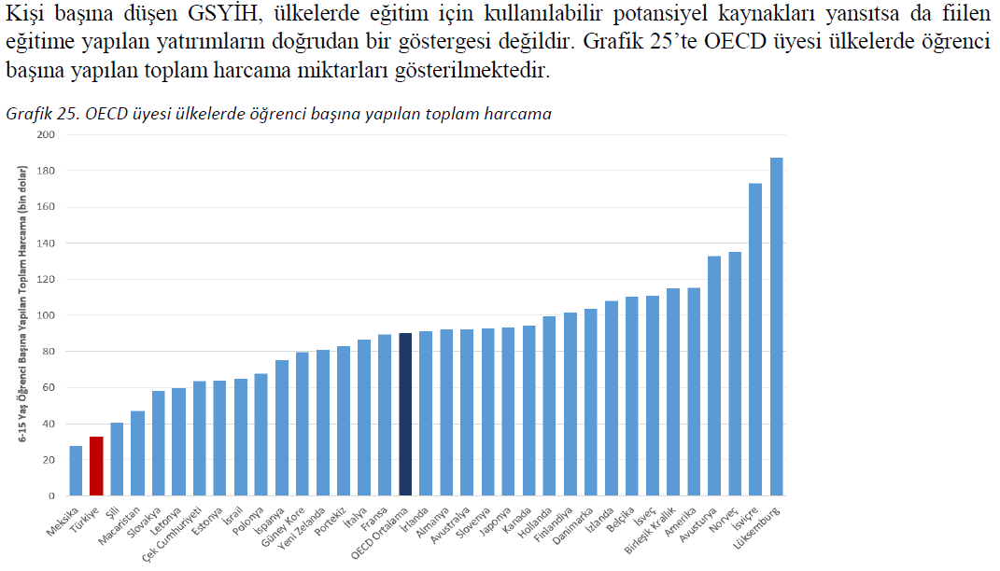 Kişi başına düşen GSYİH, ülkelerde eğitim için kullanılabilir potansiyel kaynakları yansıtsa da fiilen
eğitime yapılan yatırımların doğrudan bir göstergesi değildir. Grafik 25’te OECD üyesi ülkelerde öğrenci
başına yapılan toplam harcama miktarları gösterilmektedir.
Grafik 25. OECD üyesi ülkelerde öğrenci başına yapılan toplam harcama
6-15 Yaş Öğrenci Başına Yapılan Toplam Harcama (bin dolar)
200
180
160
140
120
100
80
60
40
20
0
Meksika
Türkiye
Şili
Macaristan
Slovakya
Letonya
Çek Cumhuriyeti
Estonya
İsrail
Polonya
İspanya
Güney Kore
Yeni Zelanda
Portekiz
İtalya
Fransa
OECD Ortalama
İrlanda
Almanya
Avustralya
Slovenya
Japonya
Kanada
Hollanda
Finlandiya
Danimarka
İzlanda
Belçika
İsveç
Birleşik Krallık
Amerika
Avusturya
Norveç
İsviçre
Lüksemburg